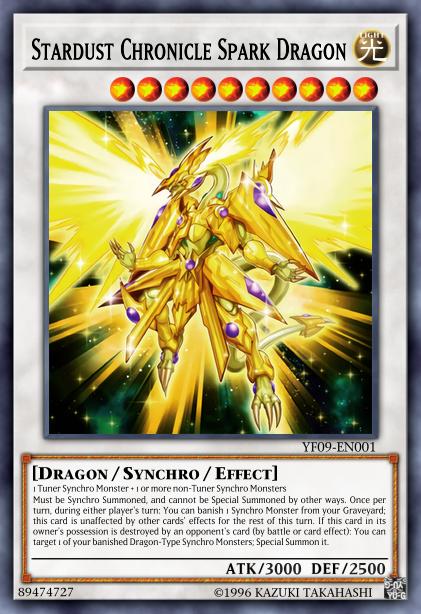 STARDUST CHRONICLE SPARK DRAGON
LIGHT
光
YF09-EN001
[DRAGON / SYNCHRO / EFFECT]
1 Tuner Synchro Monster + 1 or more non-Tuner Synchro Monsters
Must be Synchro Summoned, and cannot be Special Summoned by other ways. Once per
turn, during either player's turn: You can banish 1 Synchro Monster from your Graveyard;
this card is unaffected by other cards' effects for the rest of this turn. If this card in its
owner's possession is destroyed by an opponent's card (by battle or card effect): You can
target 1 of your banished Dragon-Type Synchro Monsters; Special Summon it.
ATK/3000 DEF/2500
89474727
©1996 KAZUKI TAKAHASHI